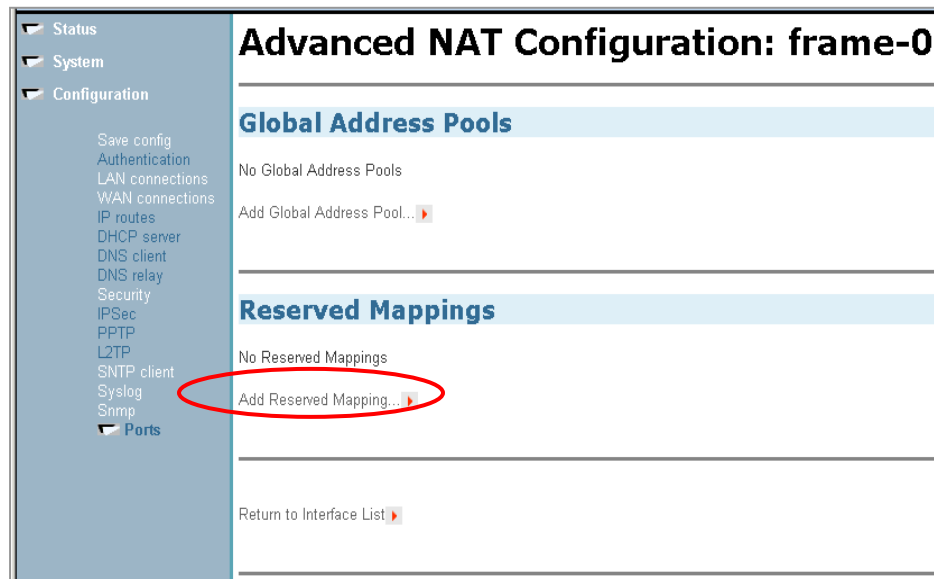 Status
System
Configuration
Save config
Authentication
LAN connections
WAN connections
IP routes
DHCP server
DNS client
DNS relay
Security
IPSec
PPTP
L2TP
SNTP client
Syslog
Snmp
Ports
Advanced NAT Configuration: frame-0
Global Address Pools
No Global Address Pools
Add Global Address Pool...
Reserved Mappings
No Reserved Mappings
Add Reserved Mapping...
Return to Interface List